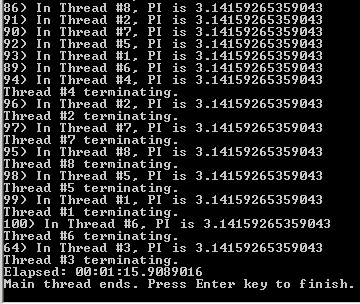 86) In Thread #8, PI is 3.14159265359043
91) In Thread #2, PI is 3.14159265359043
90) In Thread #7, PI is 3.14159265359043
92) In Thread #5, PI is 3.14159265359043
93) In Thread #1, PI is 3.14159265359043
89) In Thread #6, PI is 3.14159265359043
94) In Thread #4, PI is 3.14159265359043
Thread #4 terminating.
96) In Thread #2, PI is 3.14159265359043
Thread #2 terminating.
97) In Thread #7, PI is 3.14159265359043
Thread #7 terminating.
95) In Thread #8, PI is 3.14159265359043
Thread #8 terminating.
98) In Thread #5, PI is 3.14159265359043
Thread #5 terminating.
99) In Thread #1, PI is 3.14159265359043
Thread #1 terminating.
100) In Thread #6, PI is 3.14159265359043
Thread #6 terminating.
64) In Thread #3, PI is 3.14159265359043
Thread #3 terminating.
Elapsed: 00:01:15.9089016
Main thread ends. Press Enter key to finish.